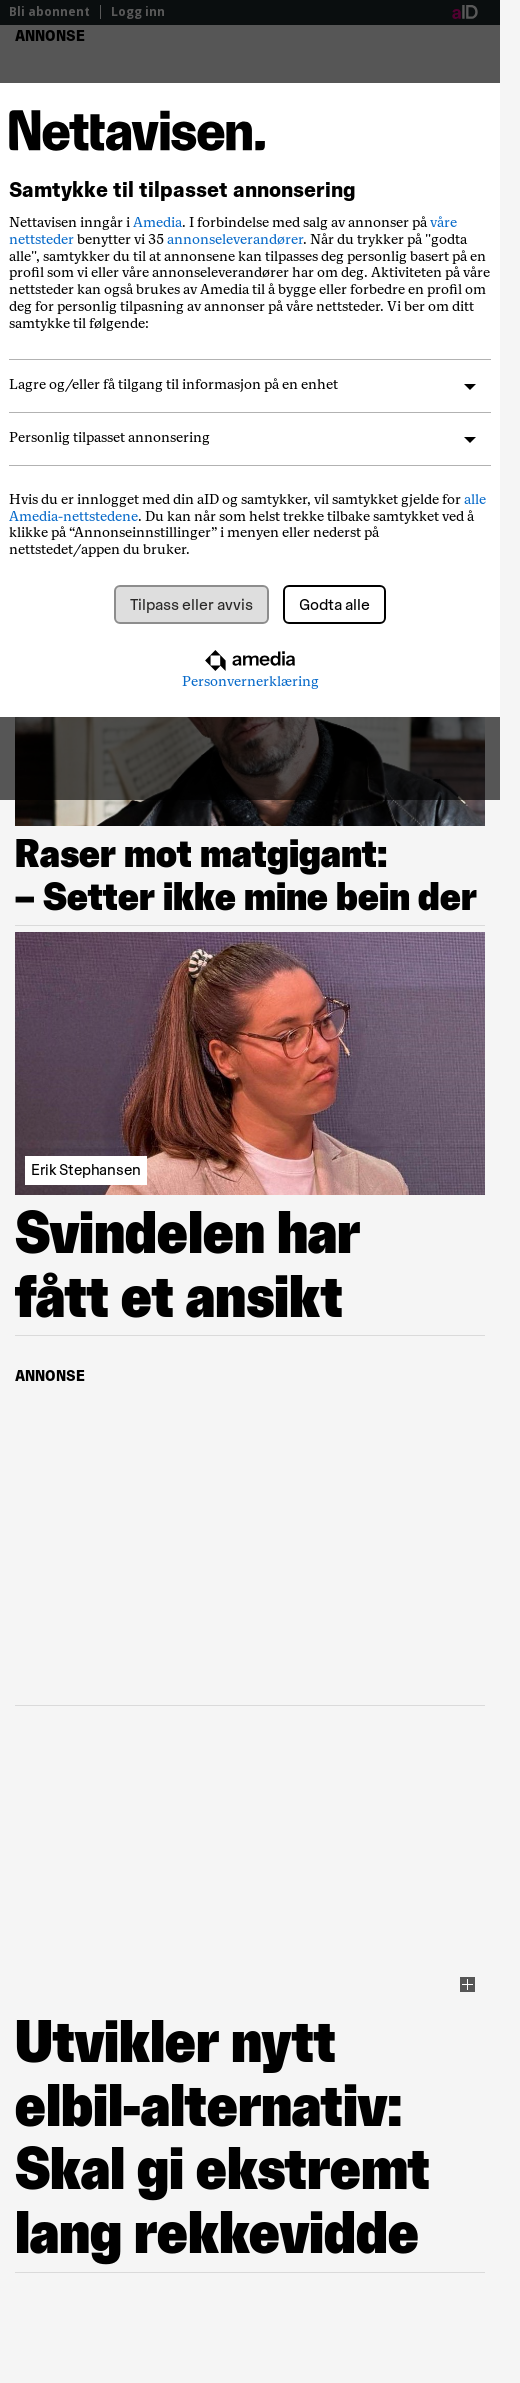 Bli abonnent
Logg inn
aID
ANNONSE
Nettavisen.
Samtykke til tilpasset annonsering
Nettavisen inngår i Amedia. I forbindelse med salg av annonser på våre
nettsteder benytter vi 35 annonseleverandører. Når du trykker på "godta
alle", samtykker du til at annonsene kan tilpasses deg personlig basert på en
profil som vi eller våre annonseleverandører har om deg. Aktiviteten på våre
nettsteder kan også brukes av Amedia til å bygge eller forbedre en profil om
deg for personlig tilpasning av annonser på våre nettsteder. Vi ber om ditt
samtykke til følgende:
Lagre og/eller få tilgang til informasjon på en enhet
Personlig tilpasset annonsering
Hvis du er innlogget med din aID og samtykker, vil samtykket gjelde for alle
Amedia-nettstedene. Du kan når som helst trekke tilbake samtykket ved å
klikke på “Annonseinnstillinger” i menyen eller nederst på
nettstedet/appen du bruker.
Tilpass eller avvis
Godta alle
amedia
Personvernerklæring
Raser mot matgigant:
– Setter ikke mine bein der
Erik Stephansen
Svindelen har
fått et ansikt
ANNONSE
Utvikler nytt
elbil-alternativ:
Skal gi ekstremt
lang rekkevidde